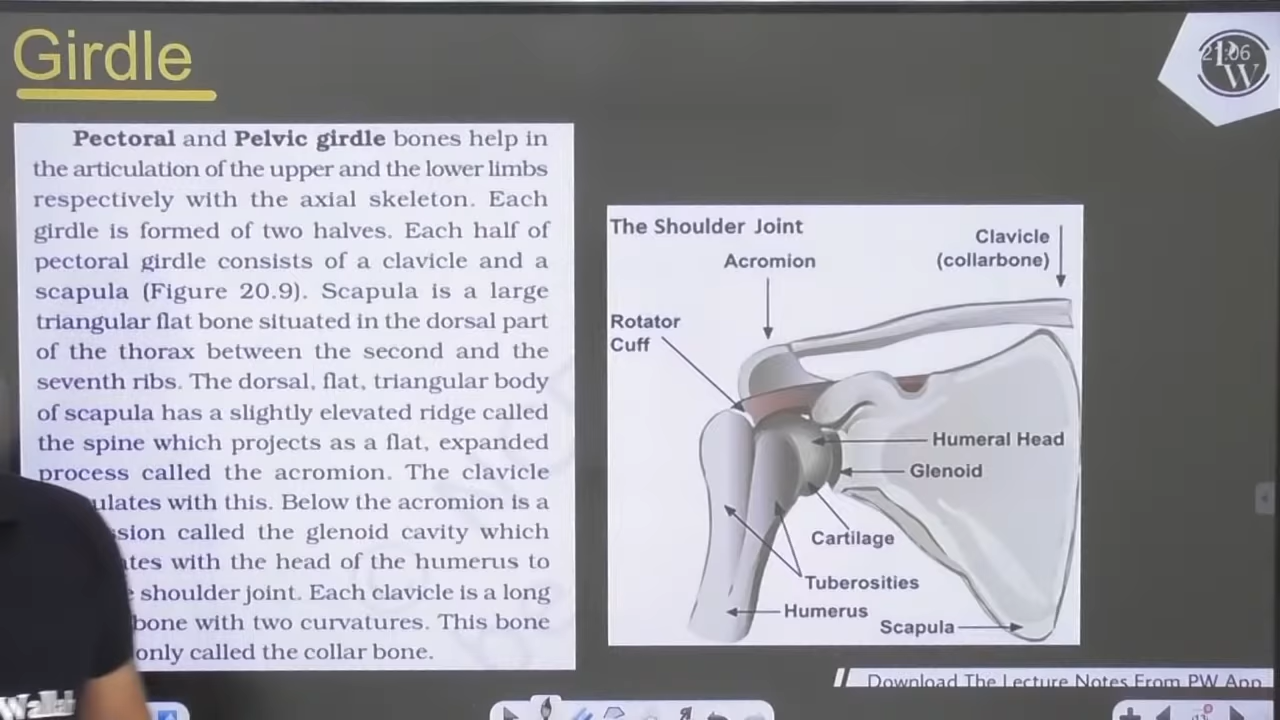 Girdle
Pectoral and Pelvic girdle bones help in
the articulation of the upper and the lower limbs
respectively with the axial skeleton. Each
girdle is formed of two halves. Each half of
pectoral girdle consists of a clavicle and a
scapula (Figure 20.9). Scapula is a large
triangular flat bone situated in the dorsal part
of the thorax between the second and the
seventh ribs. The dorsal, flat, triangular body
of scapula has a slightly elevated ridge called
the spine which projects as a flat, expanded
process called the acromion. The clavicle
ulates with this. Below the acromion is a
sion called the glenoid cavity which
ates with the head of the humerus to
shoulder joint. Each clavicle is a long
bone with two curvatures. This bone
only called the collar bone.
PW
The Shoulder Joint
Acromion
Clavicle
(collarbone)
Rotator
Cuff
Humeral Head
Glenoid
Cartilage
Tuberosities
Humerus
Scapula
Download The Lecture Notes From PW App